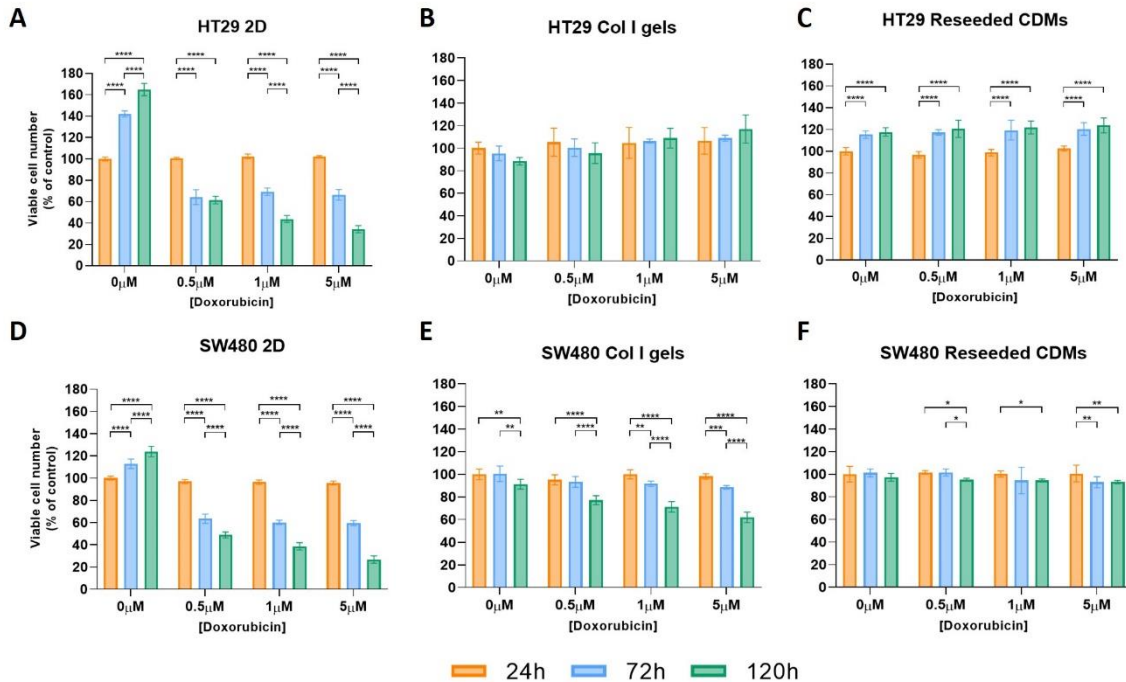 A
HT29 2D
Viable cell number
(% of control)
180
160
140
120
100
80
60
40
20
0
**** **** **** ****
**** **** **** **** **** **** ****
0μM 0.5μM 1μM 5μM
[Doxorubicin]
B
HT29 Col I gels
180
160
140
120
100
80
60
40
20
0
0μM 0.5μM 1μM 5μM
[Doxorubicin]
C
HT29 Reseeded CDMs
180
160
140
120
100
80
60
40
20
0
**** **** **** ****
**** **** **** ****
0μM 0.5μM 1μM 5μM
[Doxorubicin]
D
SW480 2D
Viable cell number
(% of control)
180
160
140
120
100
80
60
40
20
0
**** **** **** ****
**** **** **** ****
**** **** **** ****
0μM 0.5μM 1μM 5μM
[Doxorubicin]
E
SW480 Col I gels
180
160
140
120
100
80
60
40
20
0
** **** **** ****
** **** ** **** *** ****
0μM 0.5μM 1μM 5μM
[Doxorubicin]
F
SW480 Reseeded CDMs
180
160
140
120
100
80
60
40
20
0
* * **
* **
0μM 0.5μM 1μM 5μM
[Doxorubicin]
24h 72h 120h